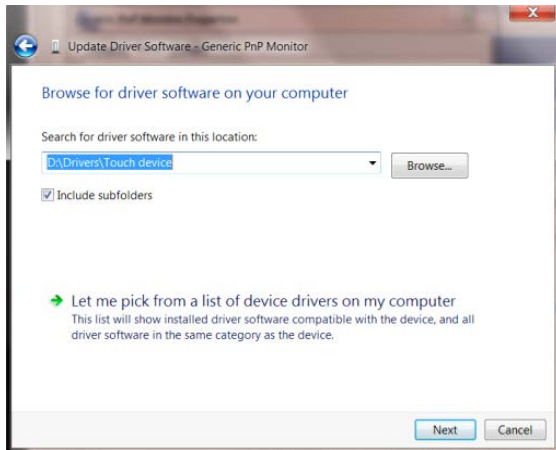 Update Driver Software - Generic PnP Monitor
Browse for driver software on your computer
Search for driver software in this location:
D:\Drivers\Touch device
Browse...
Include subfolders
Let me pick from a list of device drivers on my computer
This list will show installed driver software compatible with the device, and all
driver software in the same category as the device.
Next
Cancel